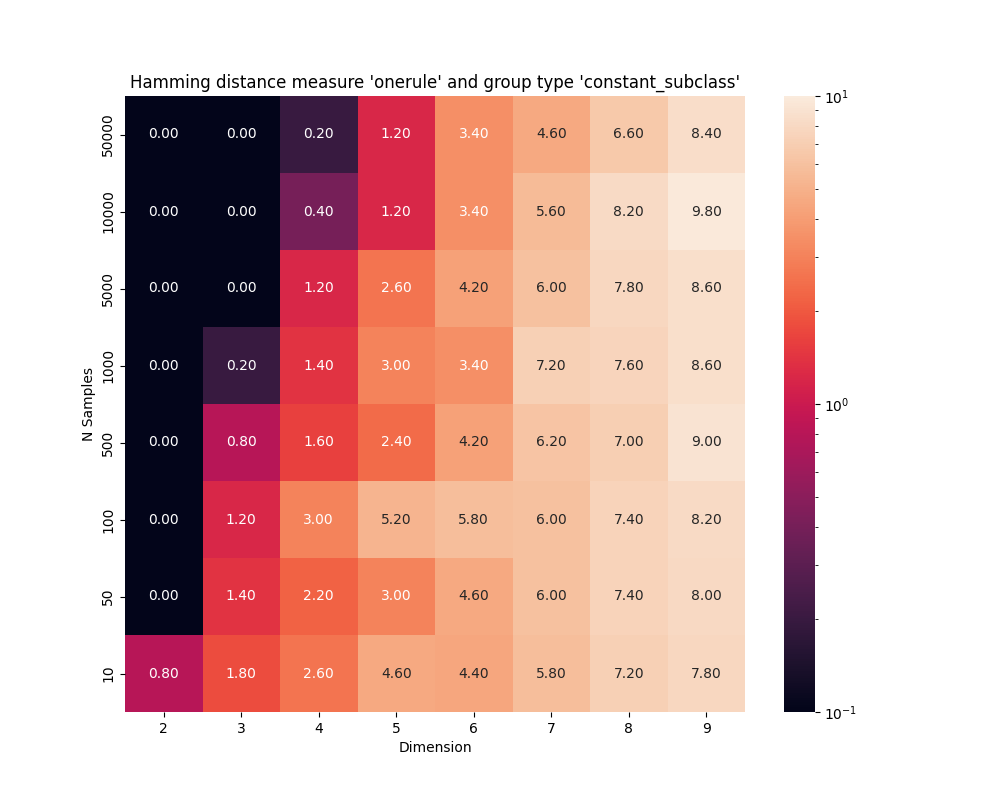 Hamming distance measure 'onerule' and group type 'constant_subclass'
50000 0.00 0.00 0.20 1.20 3.40 4.60 6.60 8.40
10000 0.00 0.00 0.40 1.20 3.40 5.60 8.20 9.80
5000 0.00 0.00 1.20 2.60 4.20 6.00 7.80 8.60
1000 0.00 0.20 1.40 3.00 3.40 7.20 7.60 8.60
500 0.00 0.80 1.60 2.40 4.20 6.20 7.00 9.00
100 0.00 1.20 3.00 5.20 5.80 6.00 7.40 8.20
50 0.00 1.40 2.20 3.00 4.60 6.00 7.40 8.00
10 0.80 1.80 2.60 4.60 4.40 5.80 7.20 7.80
2 3 4 5 6 7 8 9
Dimension
N Samples
10¹
10⁰
10⁻¹